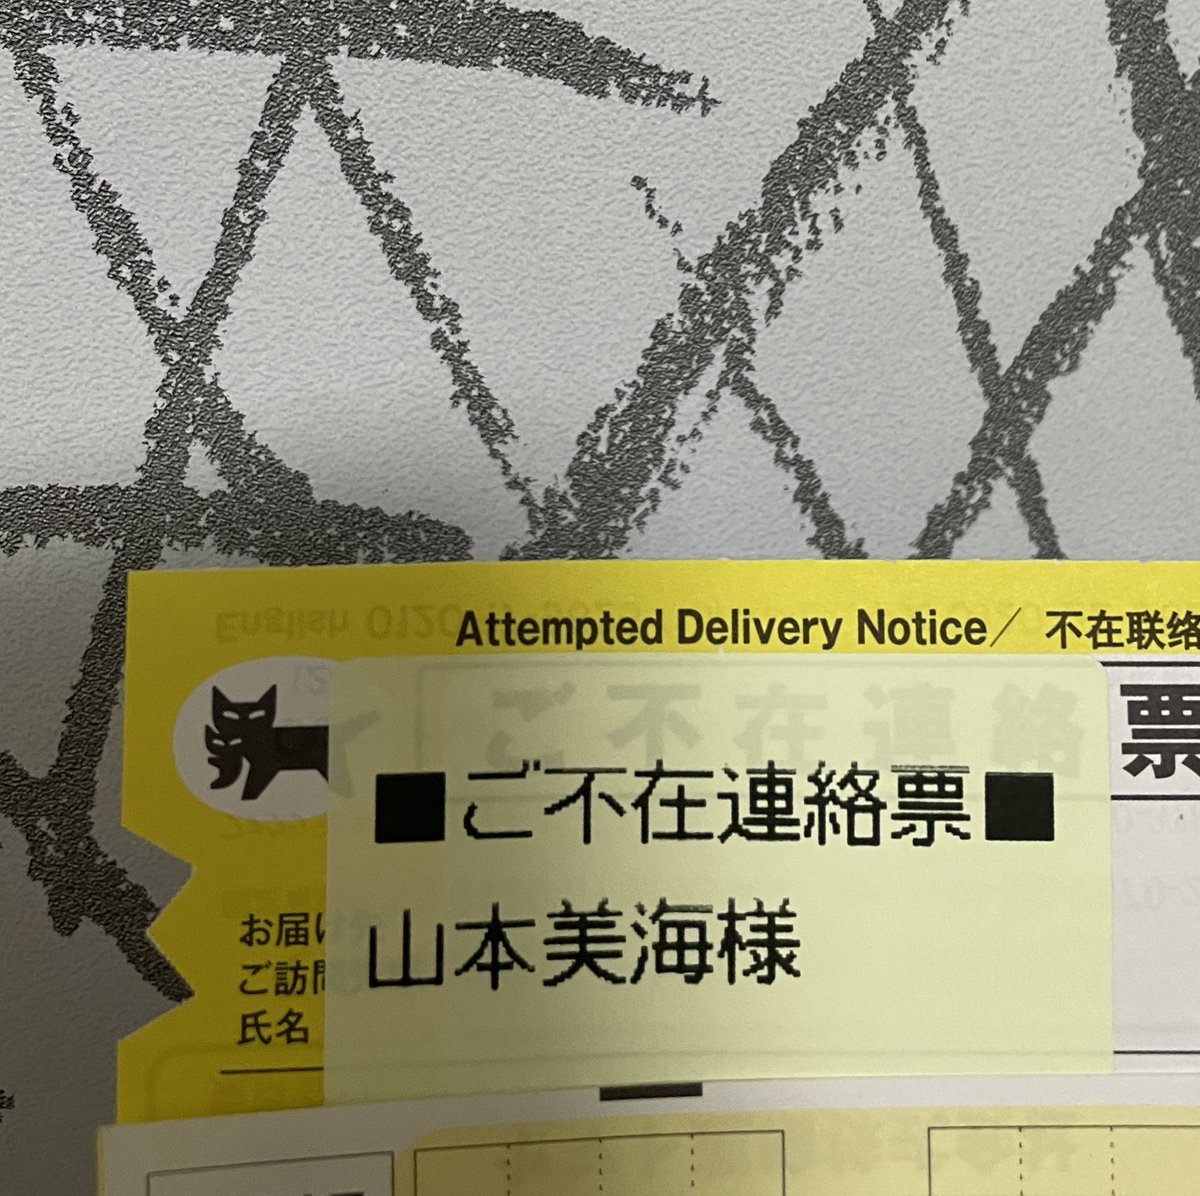 Attempted Delivery Notice／ 不在联络
票
■ご不在連絡票■
山本美海様
お届け
ご訪問
氏名